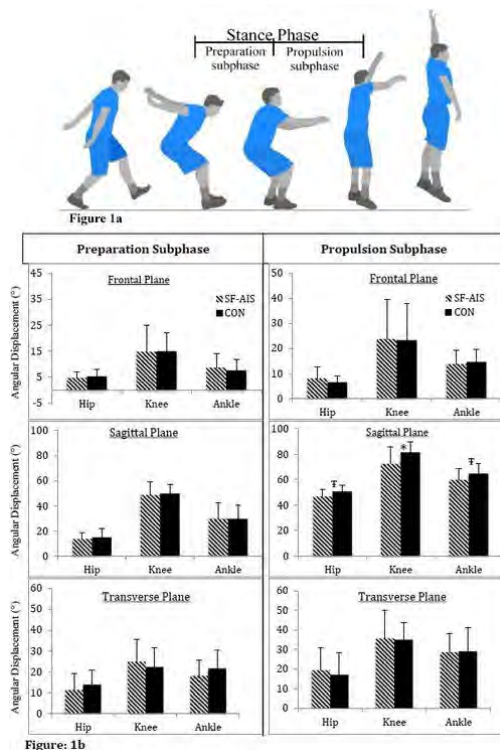 Stance Phase
Preparation subphase
Propulsion subphase
Figure 1a
Preparation Subphase
Propulsion Subphase
Angular Displacement (°)
45
35
25
15
5
-5
Frontal Plane
SF-AIS
CON
Hip Knee Ankle
50
40
30
20
10
0
Frontal Plane
SF-AIS
CON
Hip Knee Ankle
Angular Displacement (°)
100
80
60
40
20
0
Sagittal Plane
Hip Knee Ankle
100
80
60
40
20
0
Sagittal Plane
Ŧ * Ŧ
Hip Knee Ankle
Angular Displacement (°)
60
50
40
30
20
10
0
Transverse Plane
Hip Knee Ankle
60
50
40
30
20
10
0
Transverse Plane
Hip Knee Ankle
Figure: 1b